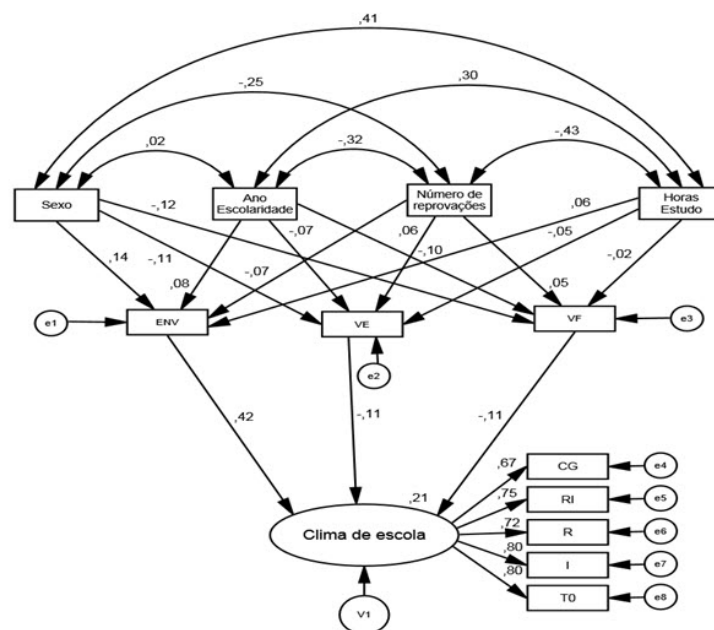 ,41
-,25
,30
,02
-,32
-,43
Sexo
Ano
Escolaridade
Número de
reprovações
Horas
Estudo
-,12
-,07
,06
-,10
,06
-,05
-,02
,14
-,11
,08
-,07
,05
e1
ENV
VE
VF
e3
e2
,42
-,11
-,11
,21
Clima de escola
V1
,67
CG
e4
,75
RI
e5
,72
R
e6
,80
I
e7
,80
T0
e8